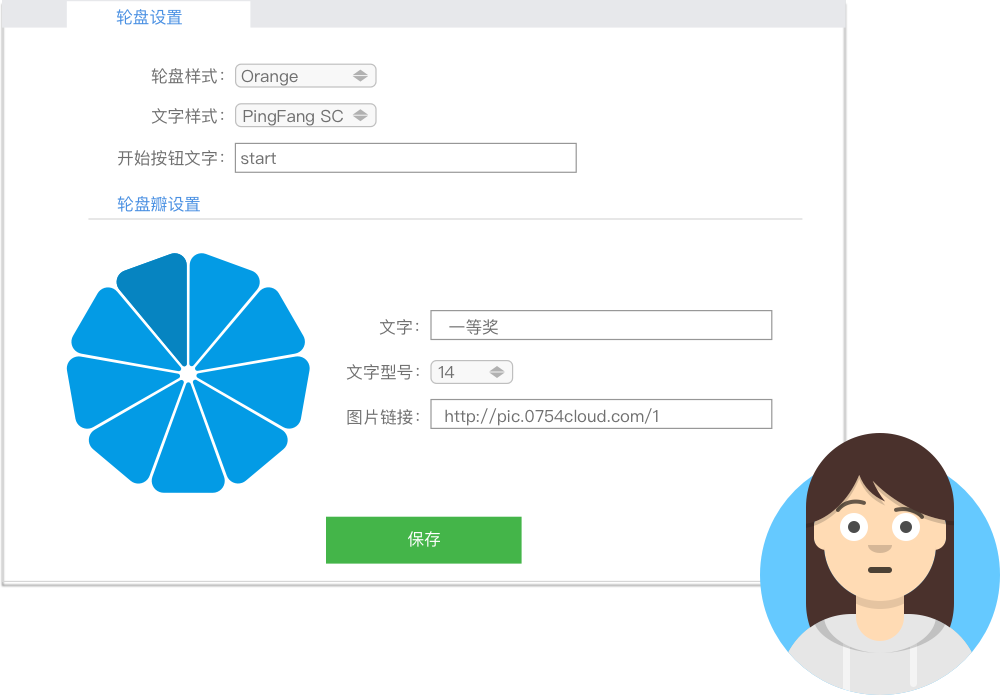 轮盘设置
轮盘样式： Orange
文字样式： PingFang SC
开始按钮文字： start
轮盘瓣设置
文字： 一等奖
文字型号： 14
图片链接： http://pic.0754cloud.com/1
保存